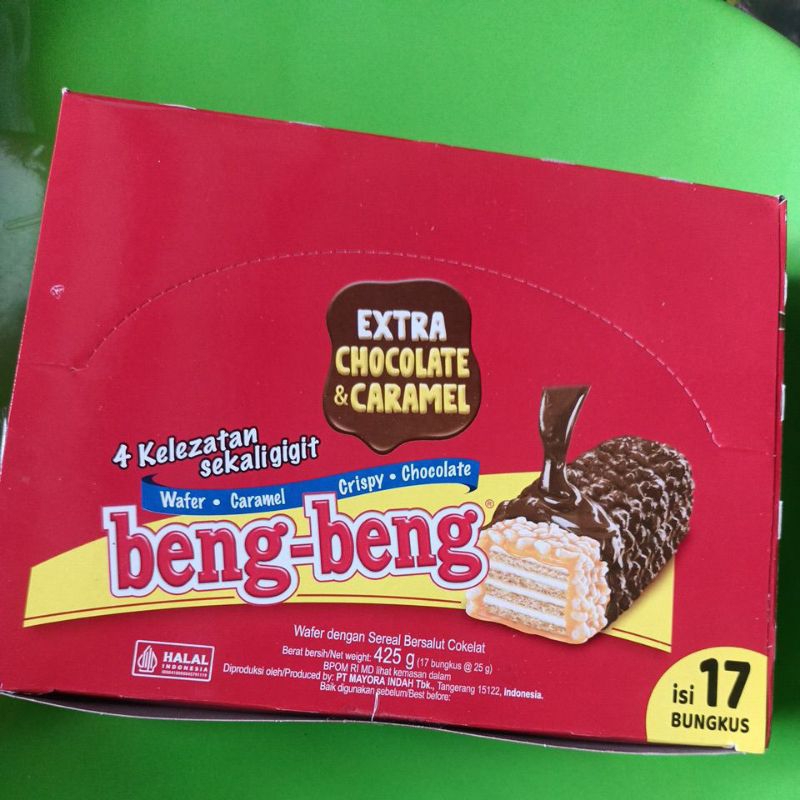 EXTRA
CHOCOLATE
& CARAMEL
4 Kelezatan
sekali gigit
Wafer • Caramel Crispy • Chocolate
beng-beng®
Wafer dengan Sereal Bersalut Cokelat
Berat bersih/Net weight: 425 g (17 bungkus @ 25 g)
BPOM RI MD lihat kemasan dalam
Diproduksi oleh/Produced by: PT MAYORA INDAH Tbk., Tangerang 15122, Indonesia.
Baik digunakan sebelum/Best before:
HALAL
INDONESIA
isi 17
BUNGKUS